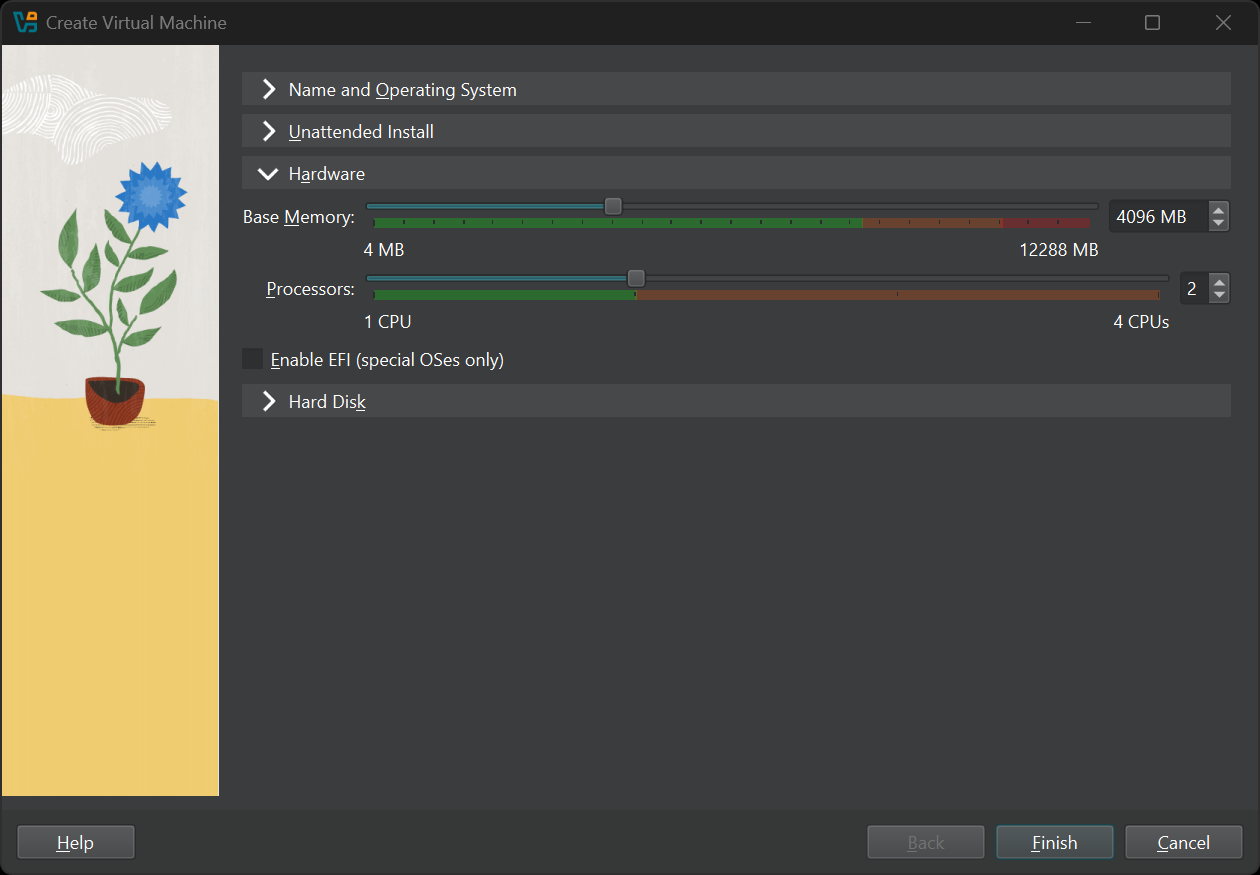 Create Virtual Machine
Name and Operating System
Unattended Install
Hardware
Base Memory: 4096 MB
4 MB 12288 MB
Processors: 2
1 CPU 4 CPUs
Enable EFI (special OSes only)
Hard Disk
Help Back Finish Cancel